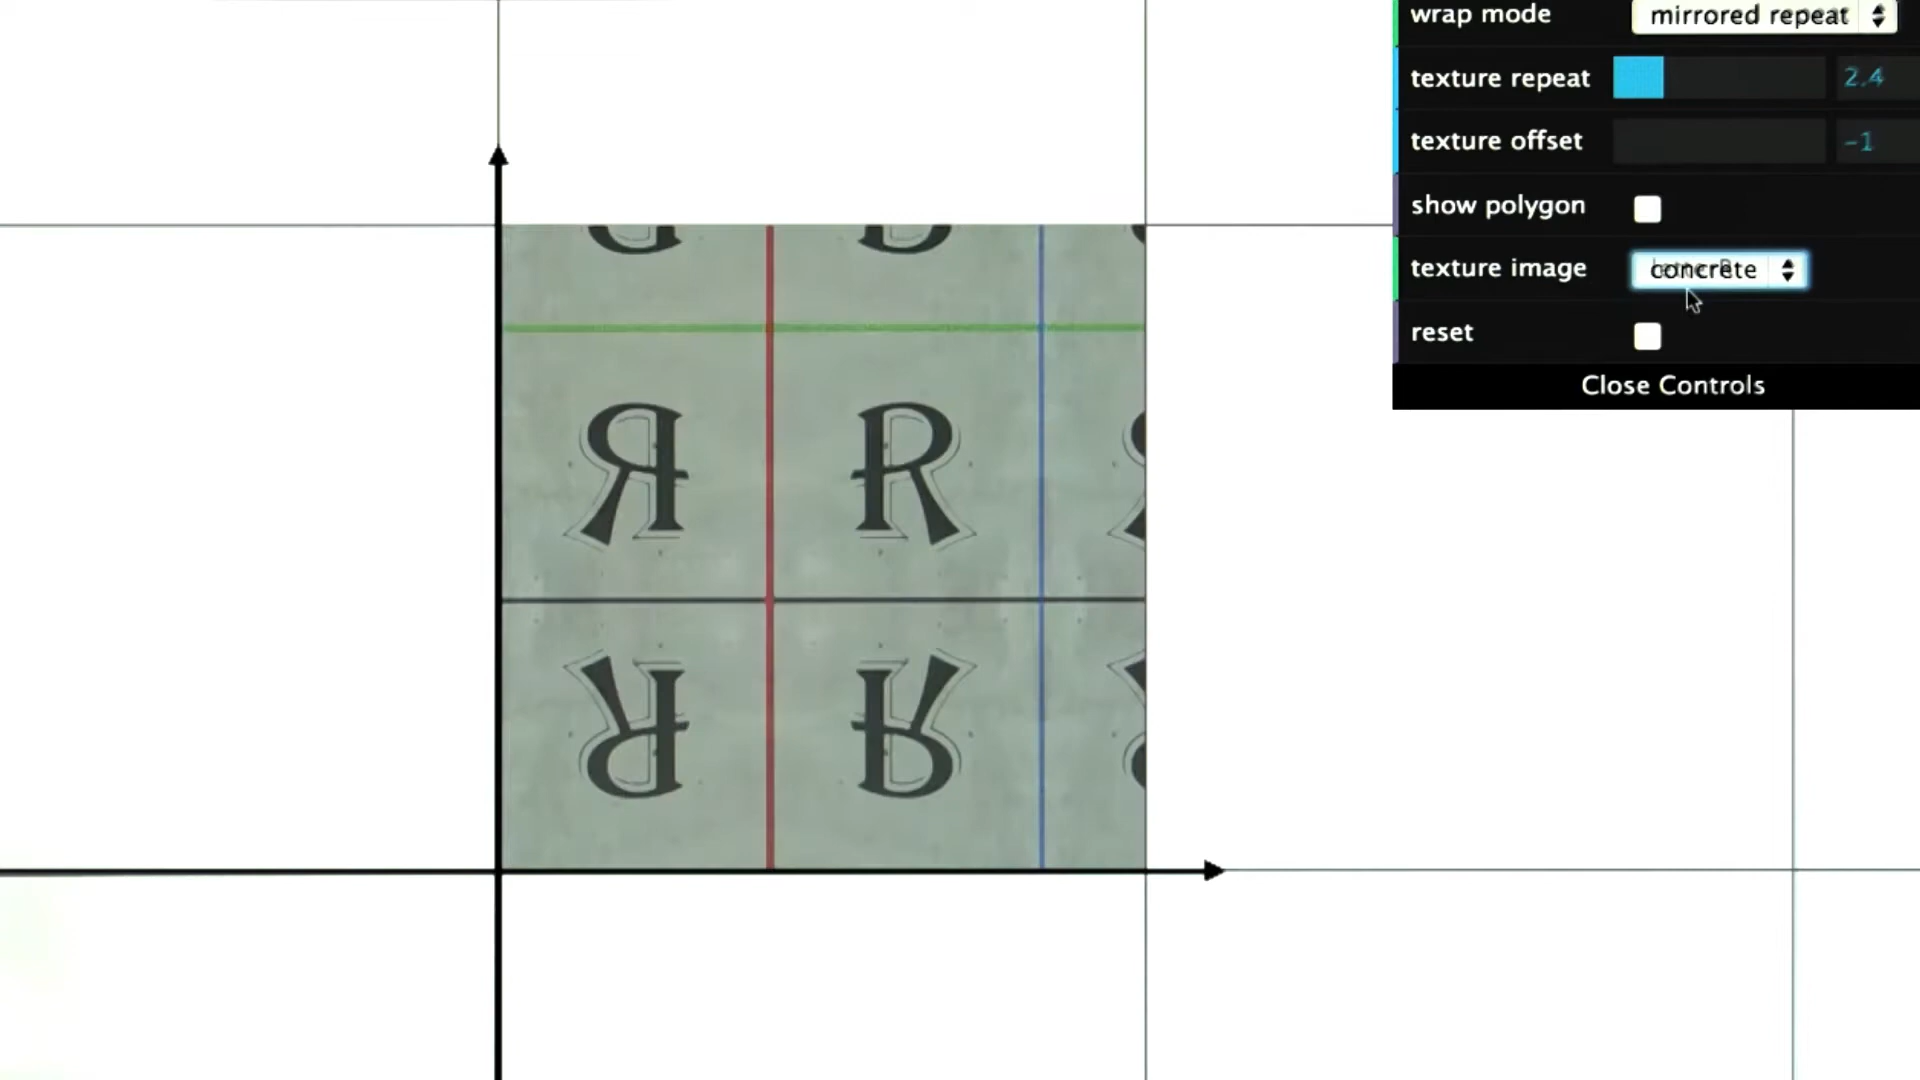 wrap mode mirrored repeat
texture repeat 2.4
texture offset -1
show polygon
texture image concrete
reset
Close Controls
R